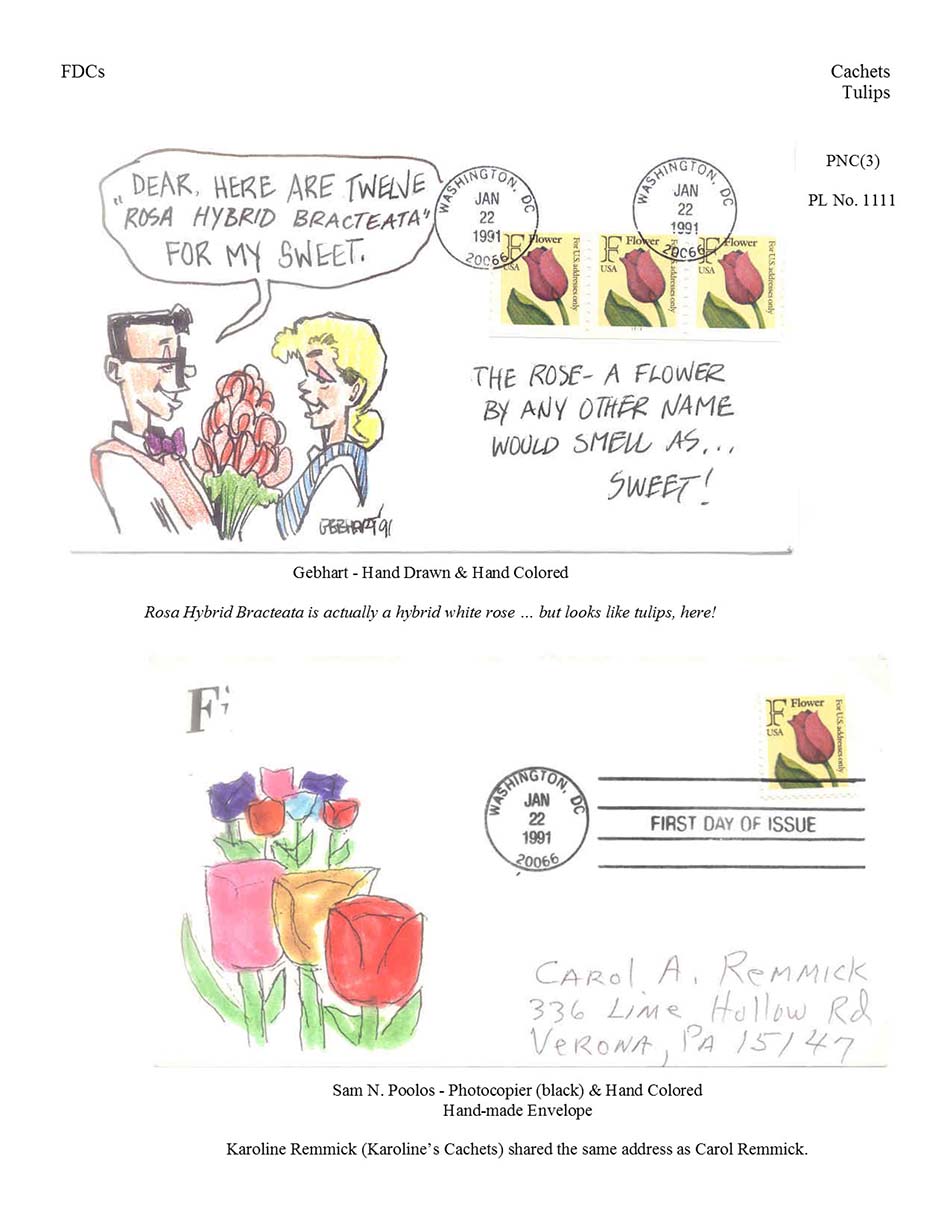 FDCs
Cachets
Tulips
PNC(3)
PL No. 1111
„DEAR, HERE ARE TWELVE
"ROSA HYBRID BRACTEATA"
FOR MY SWEET.
WASHINGTON, DC
JAN
22
1991
20066
WASHINGTON, DC
JAN
22
1991
20066
F Flower
USA
For U.S. addresses only
F Flower
USA
For U.S. addresses only
F Flower
USA
For U.S. addresses only
THE ROSE- A FLOWER
BY ANY OTHER NAME
WOULD SMELL AS...
SWEET!
GEBHART '91
Gebhart - Hand Drawn & Hand Colored
Rosa Hybrid Bracteata is actually a hybrid white rose … but looks like tulips, here!
F
F Flower
USA
For U.S. addresses only
WASHINGTON, DC
JAN
22
1991
20066
FIRST DAY OF ISSUE
CAROL A. REMMICK
336 Lime Hollow Rd
VERONA, PA 15147
Sam N. Poolos - Photocopier (black) & Hand Colored
Hand-made Envelope
Karoline Remmick (Karoline’s Cachets) shared the same address as Carol Remmick.